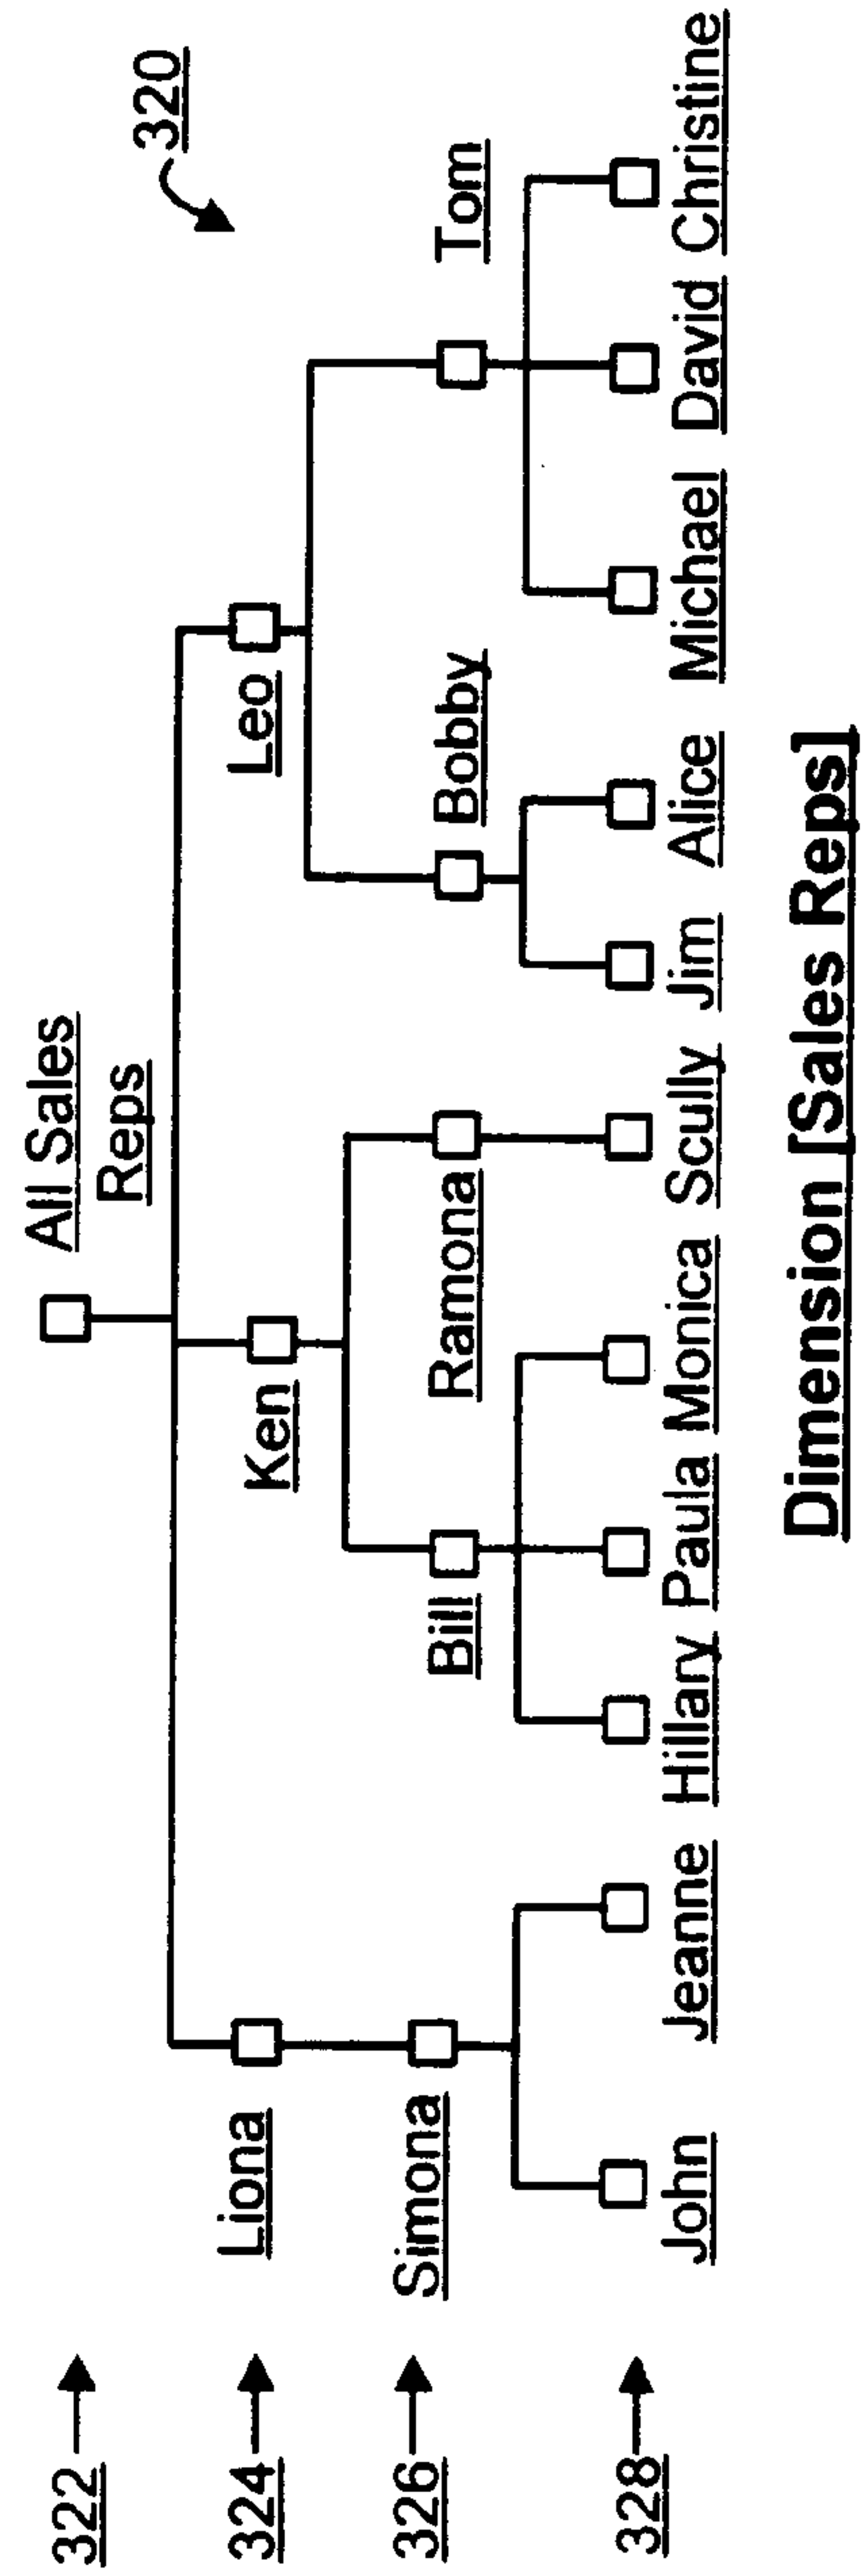 320
322
All Sales
Reps
324
Liona
Ken
Leo
326
Simona
Bill
Ramona
Bobby
Tom
328
John
Jeanne
Hillary
Paula
Monica
Scully
Jim
Alice
Michael
David
Christine
Dimension [Sales Reps]